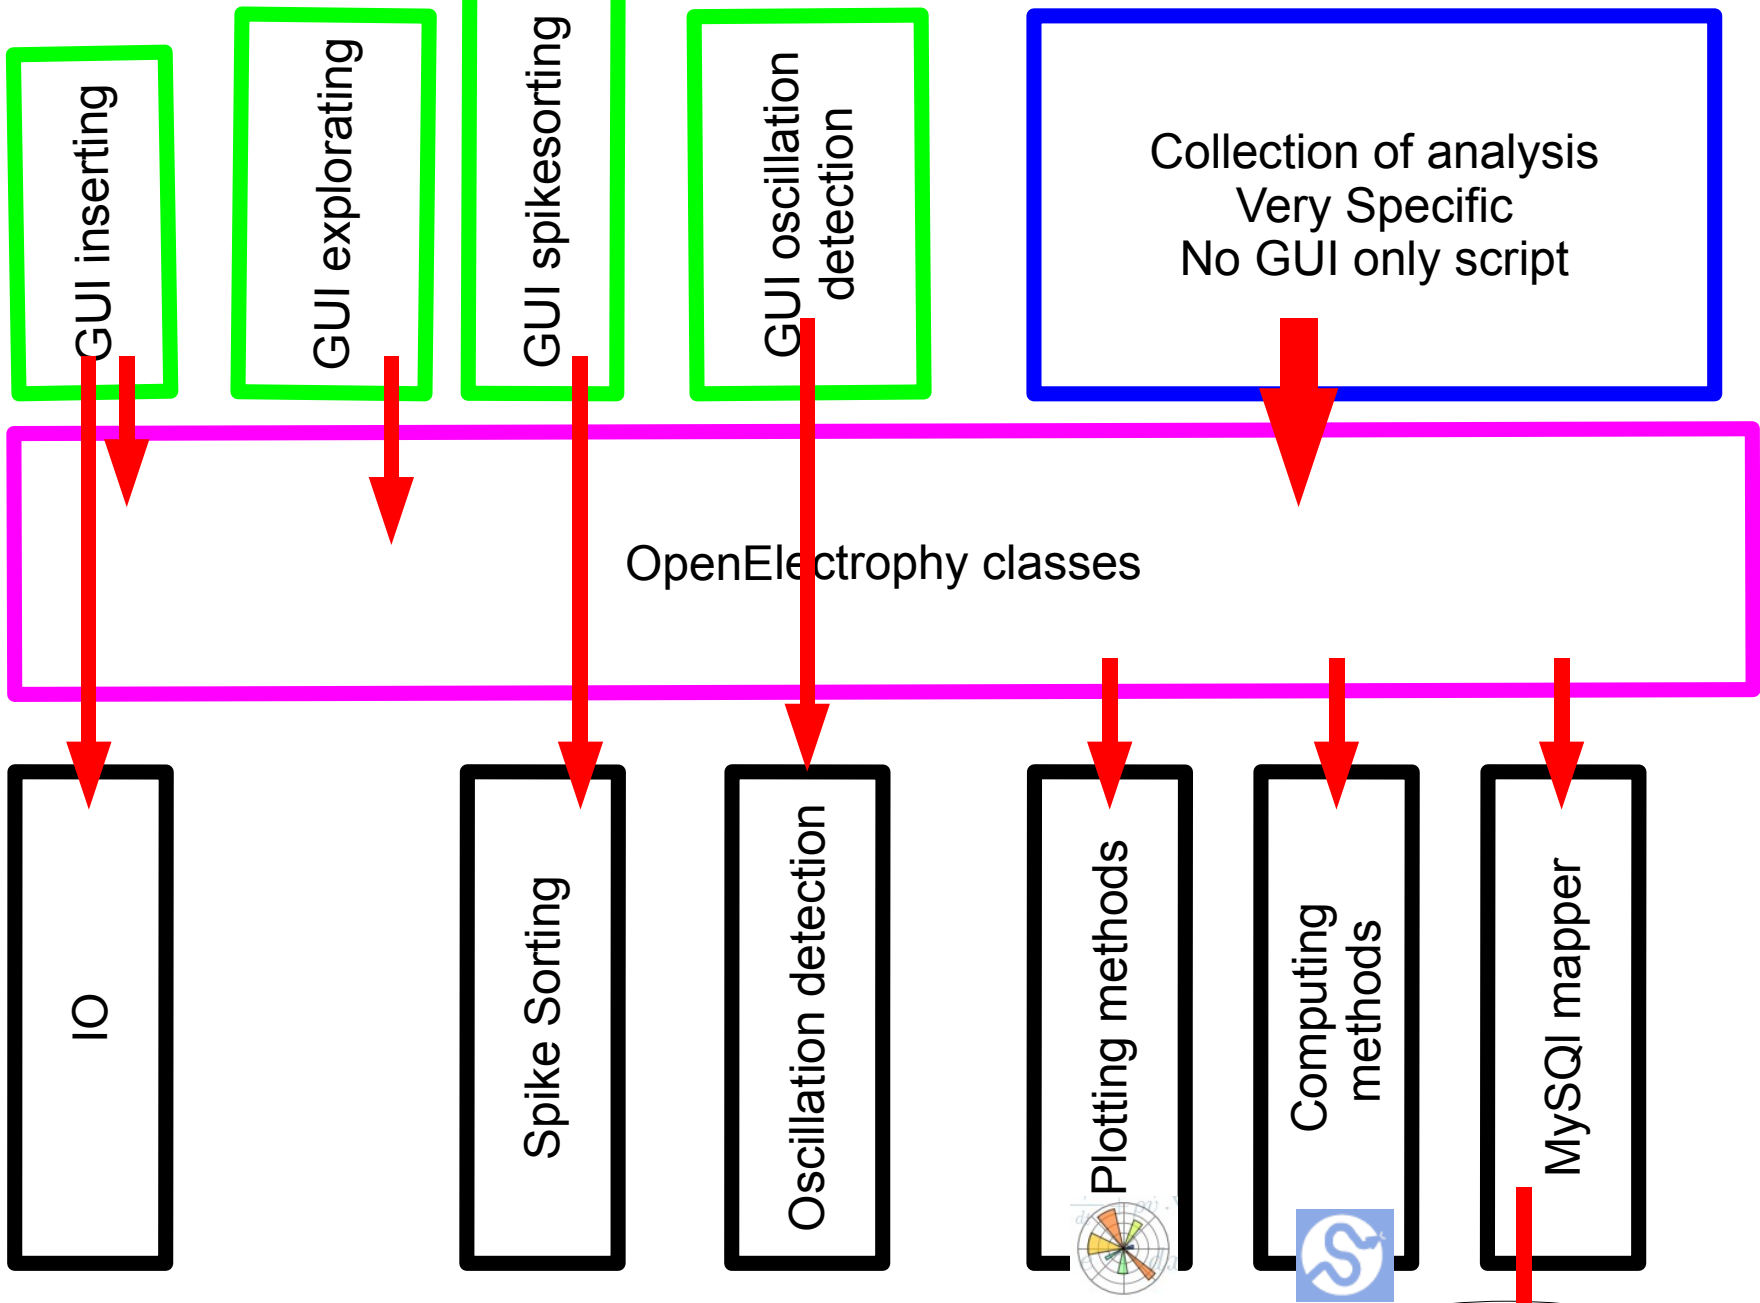 GUI inserting
GUI explorating
GUI spikesorting
GUI oscillation
detection
Collection of analysis
Very Specific
No GUI only script
OpenElectrophy classes
IO
Spike Sorting
Oscillation detection
Plotting methods
Computing
methods
MySQl mapper